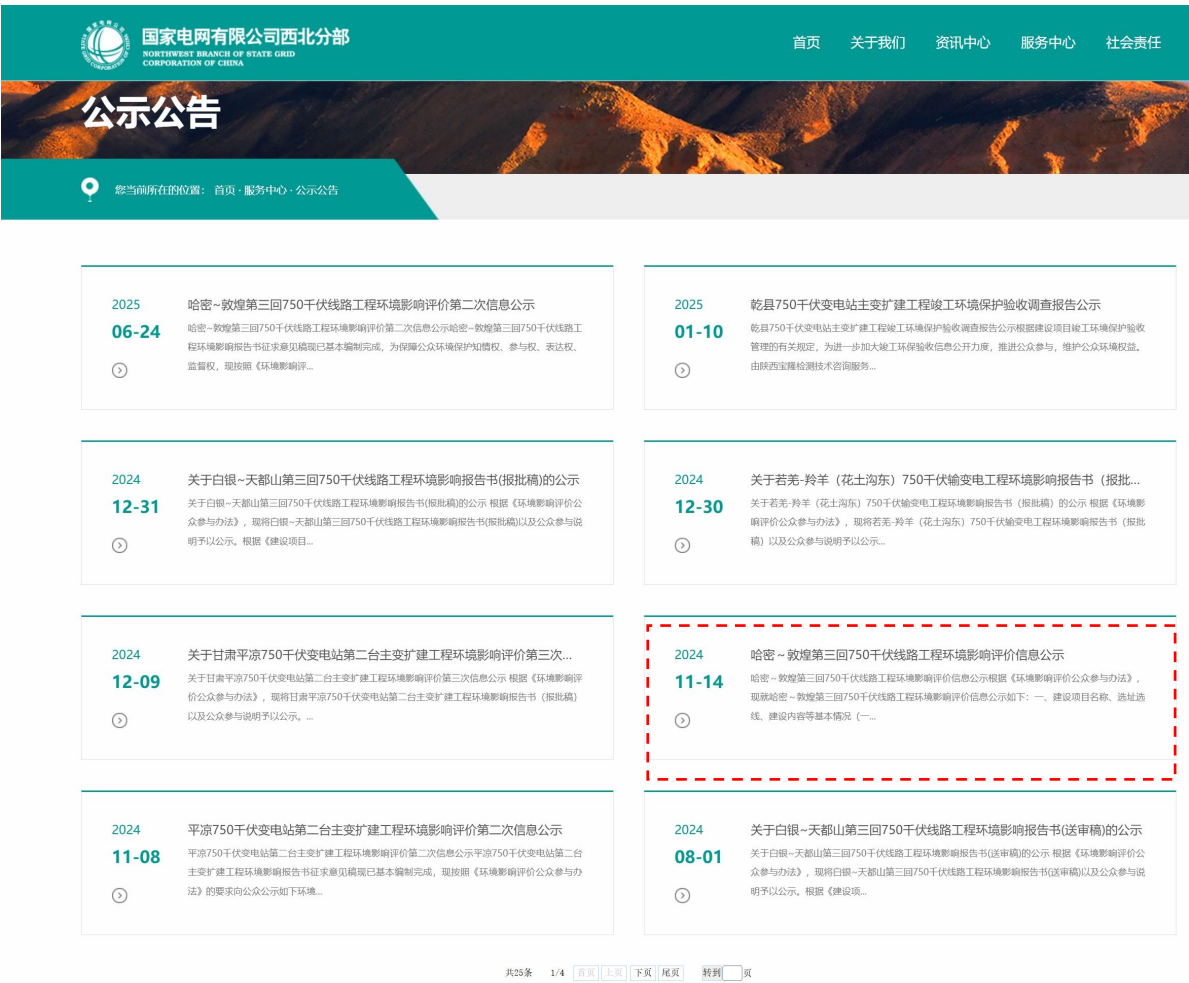 国家电网有限公司西北分部
NORTHWEST BRANCH OF STATE GRID
CORPORATION OF CHINA
首页 关于我们 资讯中心 服务中心 社会责任
公示公告
您当前所在的位置： 首页 · 服务中心 · 公示公告
2025
06-24
哈密~敦煌第三回750千伏线路工程环境影响评价第二次信息公示
哈密~敦煌第三回750千伏线路工程环境影响评价第二次信息公示哈密~敦煌第三回750千伏线路工
程环境影响报告书征求意见稿现已基本编制完成，为保障公众环境保护知情权、参与权、表达权、
监督权，现按照《环境影响评...
2025
01-10
乾县750千伏变电站主变扩建工程竣工环境保护验收调查报告公示
乾县750千伏变电站主变扩建工程竣工环境保护验收调查报告公示根据建设项目竣工环境保护验收
管理的有关规定，为进一步加大竣工环保验收信息公开力度，推进公众参与，维护公众环境权益。
由陕西宝隆检测技术咨询服务...
2024
12-31
关于白银~天都山第三回750千伏线路工程环境影响报告书(报批稿)的公示
关于白银~天都山第三回750千伏线路工程环境影响报告书(报批稿)的公示 根据《环境影响评价公
众参与办法》，现将白银~天都山第三回750千伏线路工程环境影响报告书(报批稿)以及公众参与说
明予以公示。根据《建设项目...
2024
12-30
关于若羌-羚羊（花土沟东）750千伏输变电工程环境影响报告书（报批...
关于若羌-羚羊（花土沟东）750千伏输变电工程环境影响报告书（报批稿）的公示 根据《环境影
响评价公众参与办法》，现将若羌-羚羊（花土沟东）750千伏输变电工程环境影响报告书（报批
稿）以及公众参与说明予以公示...
2024
12-09
关于甘肃平凉750千伏变电站第二台主变扩建工程环境影响评价第三次...
关于甘肃平凉750千伏变电站第二台主变扩建工程环境影响评价第三次信息公示 根据《环境影响评
价公众参与办法》，现将甘肃平凉750千伏变电站第二台主变扩建工程环境影响报告书（报批稿）
以及公众参与说明予以公示。...
2024
11-14
哈密～敦煌第三回750千伏线路工程环境影响评价信息公示
哈密～敦煌第三回750千伏线路工程环境影响评价信息公示根据《环境影响评价公众参与办法》，
现就哈密～敦煌第三回750千伏线路工程环境影响评价信息公示如下：一、建设项目名称、选址选
线、建设内容等基本情况（一...
2024
11-08
平凉750千伏变电站第二台主变扩建工程环境影响评价第二次信息公示
平凉750千伏变电站第二台主变扩建工程环境影响评价第二次信息公示平凉750千伏变电站第二台
主变扩建工程环境影响报告书征求意见稿现已基本编制完成，现按照《环境影响评价公众参与办
法》的要求向公众公示如下环境...
2024
08-01
关于白银~天都山第三回750千伏线路工程环境影响报告书(送审稿)的公示
关于白银~天都山第三回750千伏线路工程环境影响报告书(送审稿)的公示 根据《环境影响评价公
众参与办法》，现将白银~天都山第三回750千伏线路工程环境影响报告书(送审稿)以及公众参与说
明予以公示。根据《建设项...
共25条 1/4 首页 上页 下页 尾页 转到 页